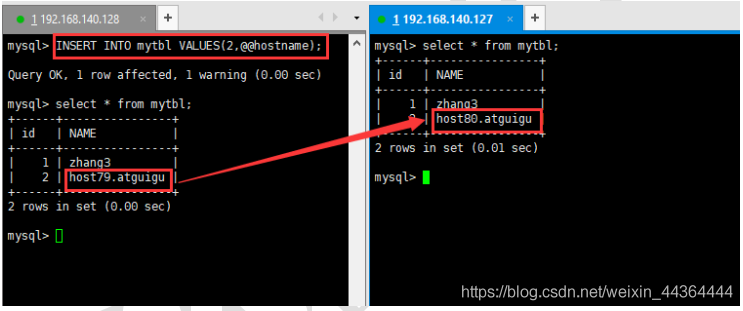 1 192.168.140.128 × +
mysql> INSERT INTO mytbl VALUES(2,@@hostname);
Query OK, 1 row affected, 1 warning (0.00 sec)
mysql> select * from mytbl;
+------+----------------+
| id | NAME |
+------+----------------+
| 1 | zhang3 |
| 2 | host79.atguigu |
+------+----------------+
2 rows in set (0.00 sec)
mysql>
1 192.168.140.127 × +
mysql> select * from mytbl;
+------+----------------+
| id | NAME |
+------+----------------+
| 1 | zhang3 |
| 2 | host80.atguigu |
+------+----------------+
2 rows in set (0.01 sec)
mysql>
https://blog.csdn.net/weixin_44364444